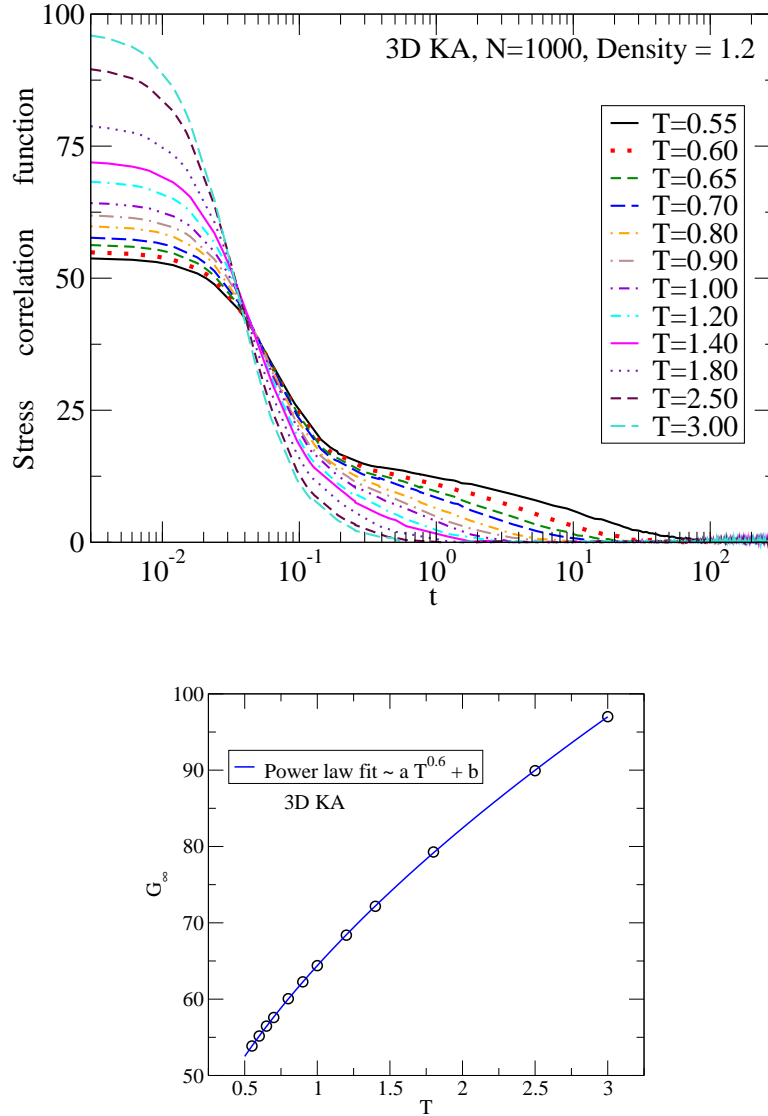 3D KA, N=1000, Density = 1.2
Stress correlation function
100
75
50
25
0
T=0.55
T=0.60
T=0.65
T=0.70
T=0.80
T=0.90
T=1.00
T=1.20
T=1.40
T=1.80
T=2.50
T=3.00
10^-2 10^-1 10^0 10^1 10^2
t
100
90
80
70
60
50
G_∞
Power law fit ~ a T^0.6 + b
3D KA
0.5 1 1.5 2 2.5 3
T